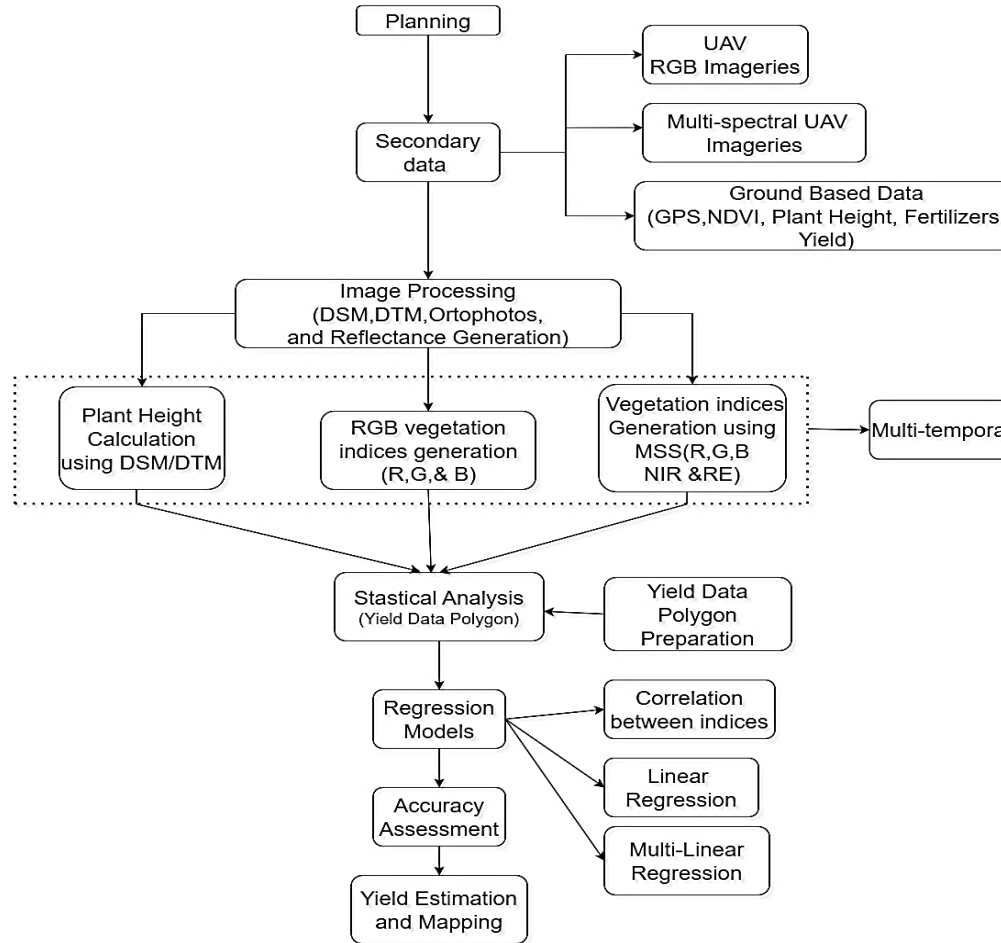 Planning
UAV
RGB Imageries
Secondary
data
Multi-spectral UAV
Imageries
Ground Based Data
(GPS,NDVI, Plant Height, Fertilizers
Yield)
Image Processing
(DSM,DTM,Ortophotos,
and Reflectance Generation)
Plant Height
Calculation
using DSM/DTM
RGB vegetation
indices generation
(R,G,& B)
Vegetation indices
Generation using
MSS(R,G,B
NIR &RE)
Multi-tempora
Stastical Analysis
(Yield Data Polygon)
Yield Data
Polygon
Preparation
Regression
Models
Correlation
between indices
Linear
Regression
Multi-Linear
Regression
Accuracy
Assessment
Yield Estimation
and Mapping